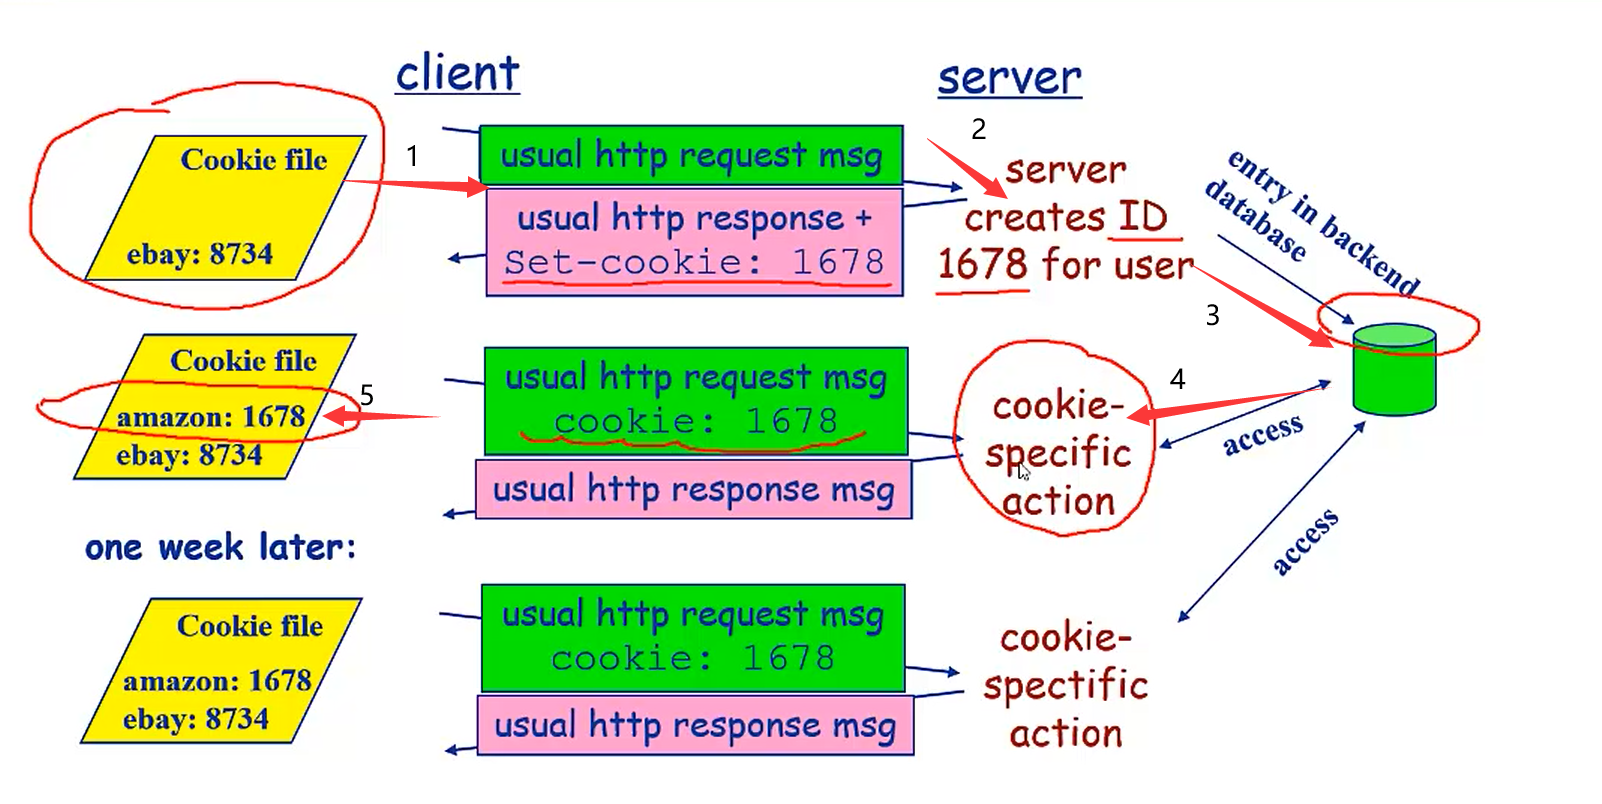 client
server
Cookie file
ebay: 8734
1
usual http request msg
usual http response +
Set-cookie: 1678
2
server
creates ID
1678 for user
entry in backend
database
3
Cookie file
amazon: 1678
ebay: 8734
5
usual http request msg
cookie: 1678
usual http response msg
cookie-
specific
action
4
access
access
one week later:
Cookie file
amazon: 1678
ebay: 8734
usual http request msg
cookie: 1678
usual http response msg
cookie-
spectific
action